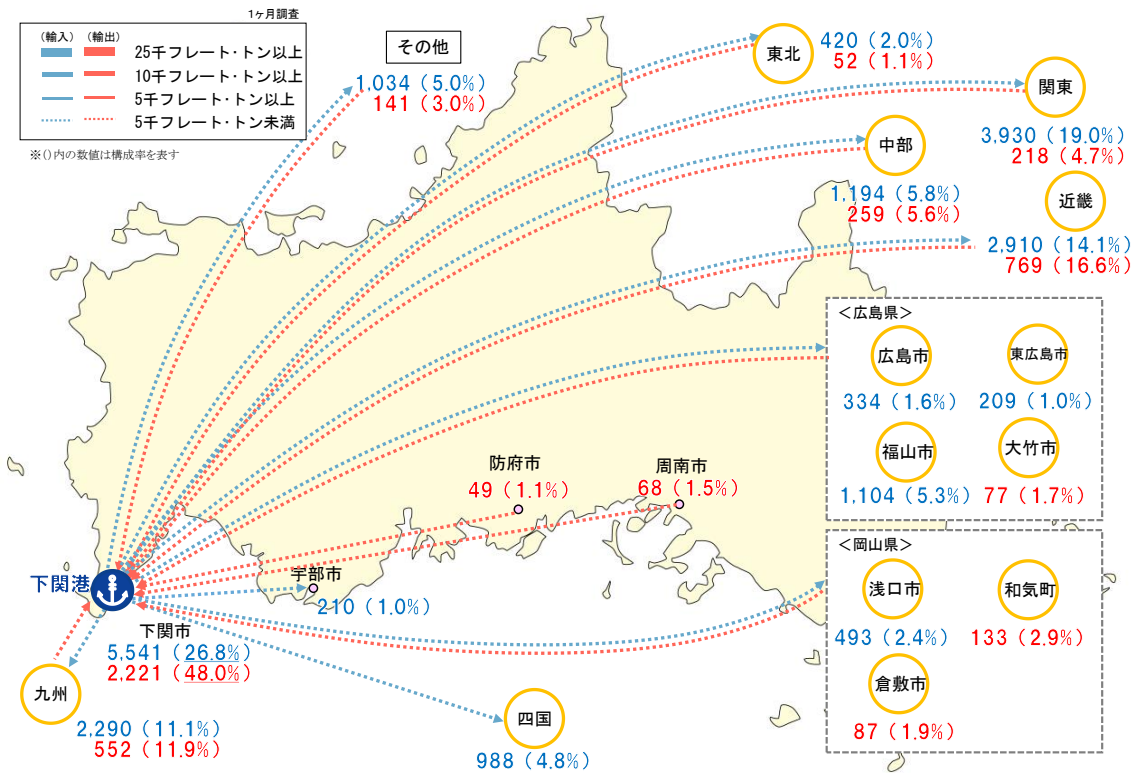 1ヶ月調査
（輸入）（輸出）
25千フレート・トン以上
10千フレート・トン以上
5千フレート・トン以上
5千フレート・トン未満
※()内の数値は構成率を表す
その他
1,034（5.0%）
141（3.0%）
東北
420（2.0%）
52（1.1%）
関東
3,930（19.0%）
218（4.7%）
中部
1,194（5.8%）
259（5.6%）
近畿
2,910（14.1%）
769（16.6%）
＜広島県＞
広島市
334（1.6%）
東広島市
209（1.0%）
福山市
1,104（5.3%）
大竹市
77（1.7%）
防府市
49（1.1%）
周南市
68（1.5%）
＜岡山県＞
浅口市
493（2.4%）
和気町
133（2.9%）
倉敷市
87（1.9%）
下関港
宇部市
210（1.0%）
下関市
5,541（26.8%）
2,221（48.0%）
九州
2,290（11.1%）
552（11.9%）
四国
988（4.8%）